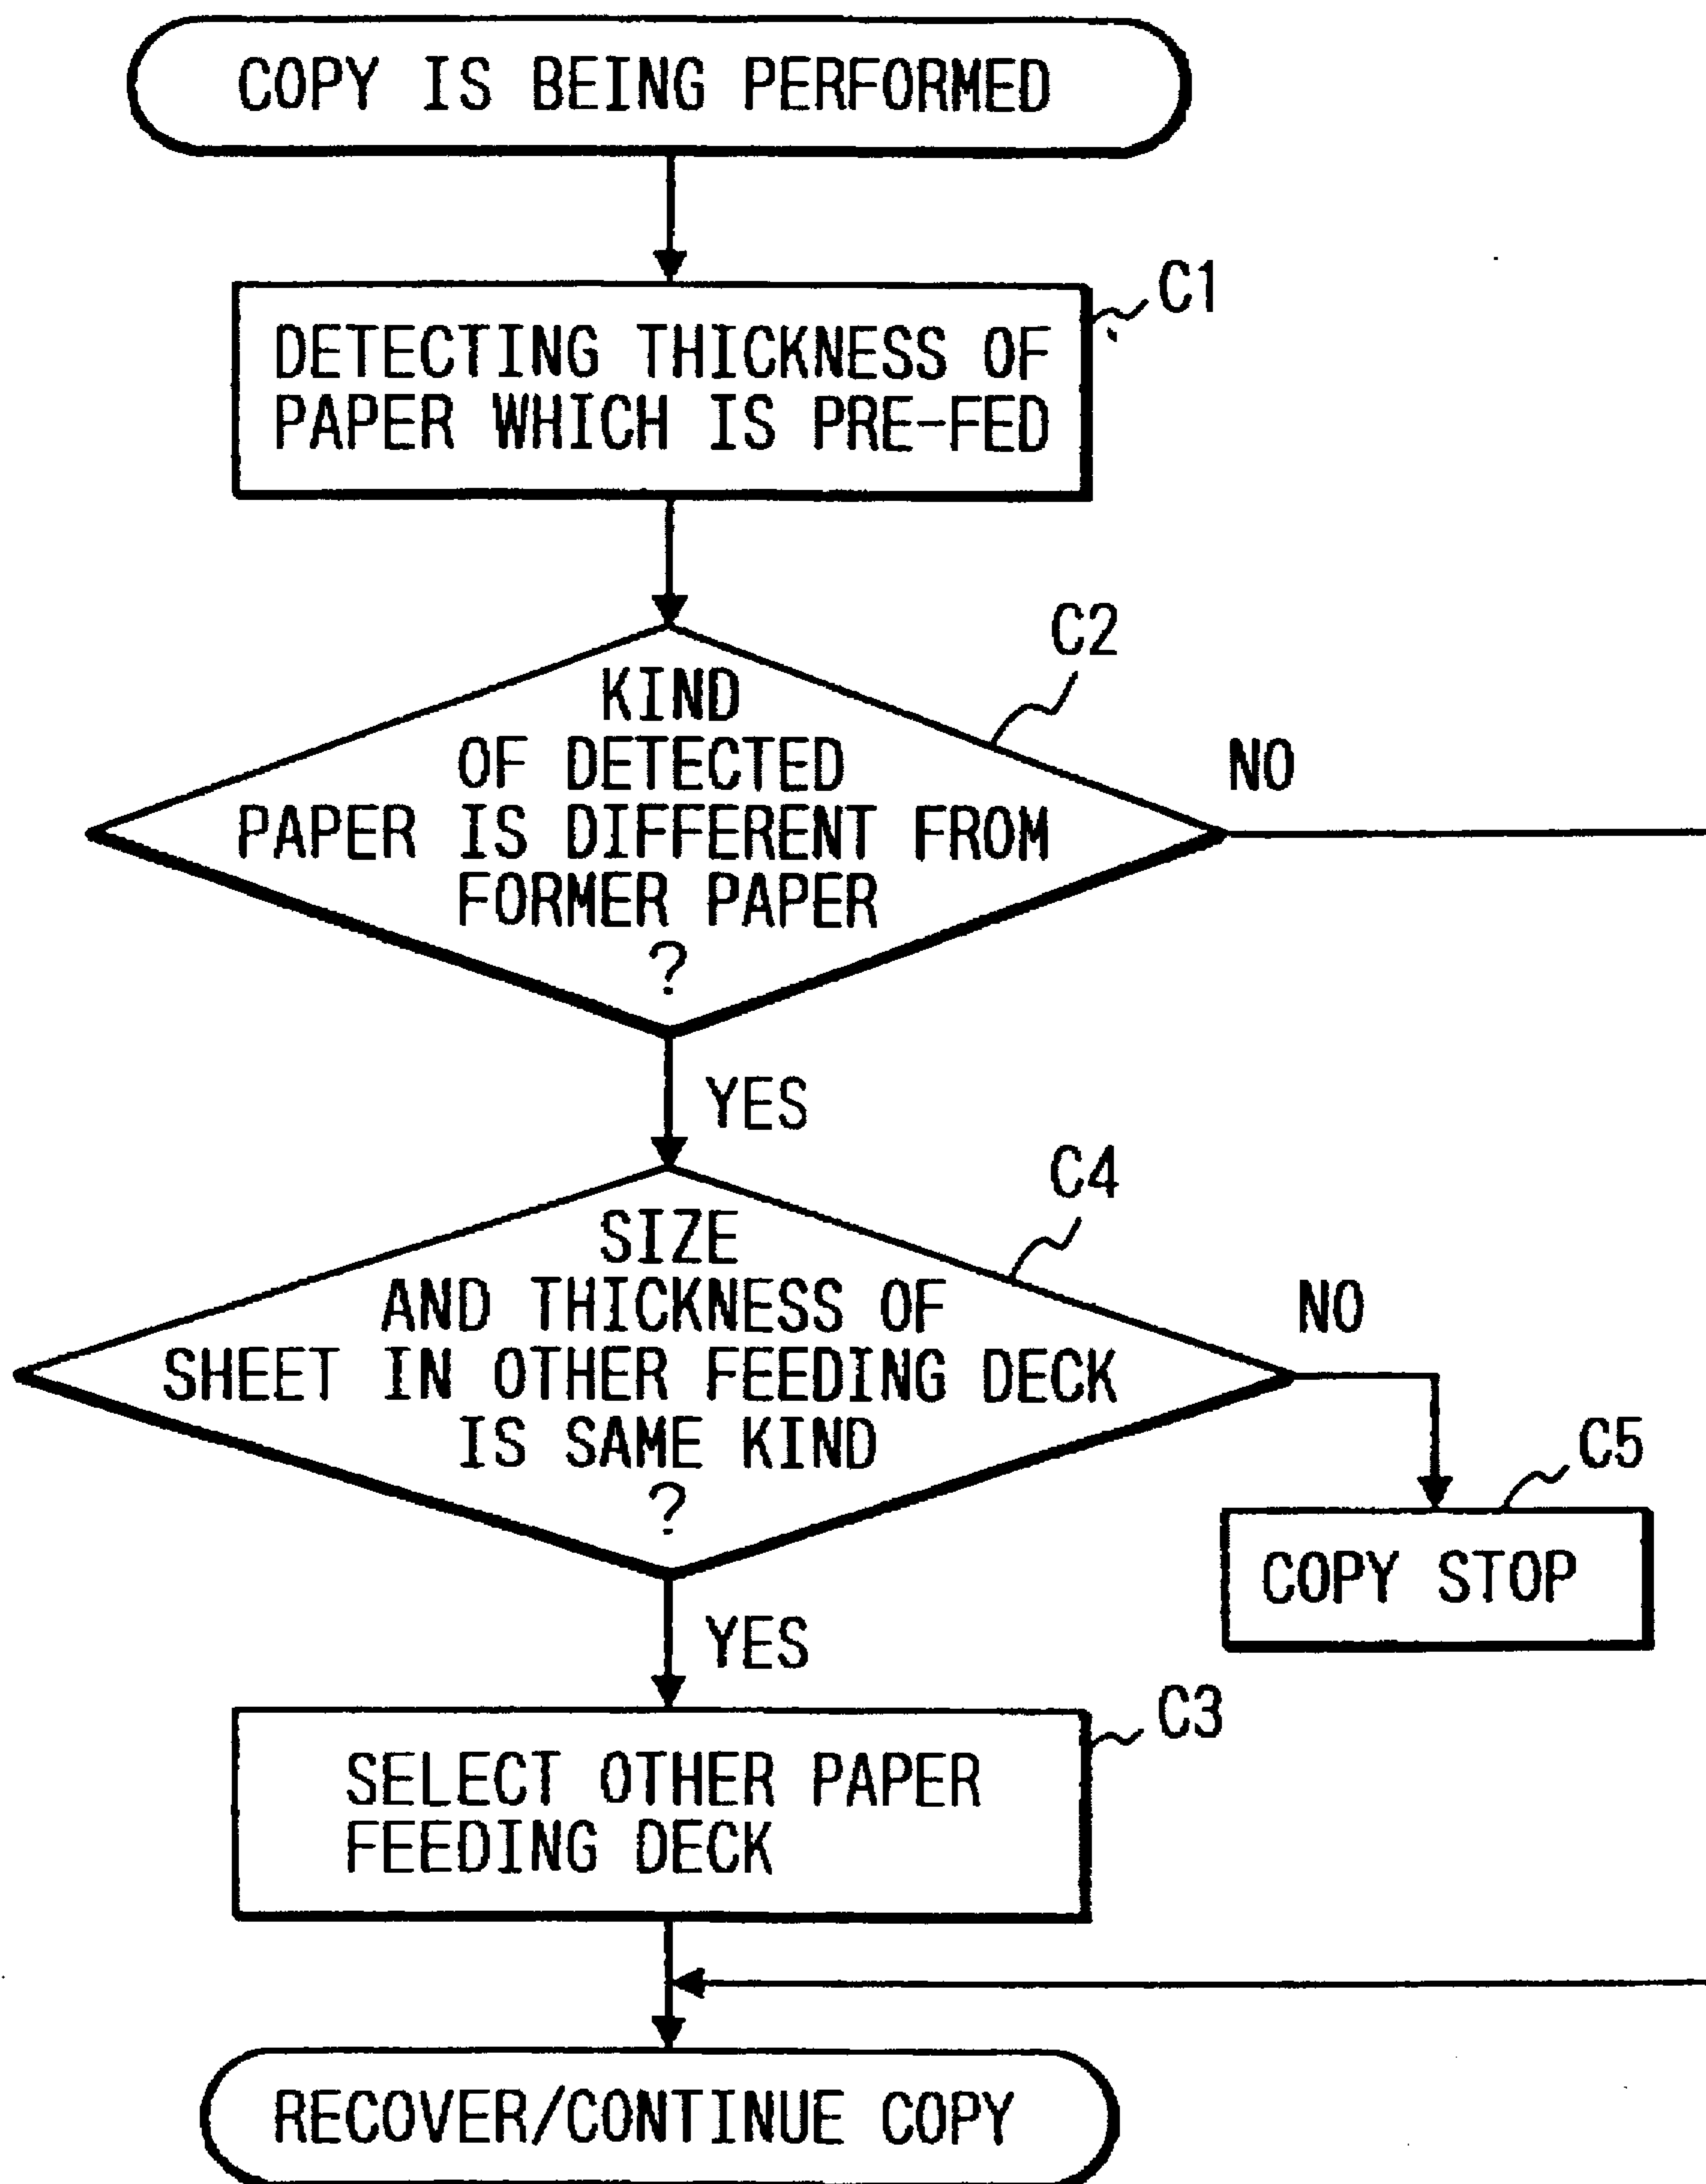 COPY IS BEING PERFORMED
C1
DETECTING THICKNESS OF
PAPER WHICH IS PRE-FED
C2
KIND
OF DETECTED
PAPER IS DIFFERENT FROM
FORMER PAPER
?
NO
YES
C4
SIZE
AND THICKNESS OF
SHEET IN OTHER FEEDING DECK
IS SAME KIND
?
NO
C5
COPY STOP
YES
C3
SELECT OTHER PAPER
FEEDING DECK
RECOVER/CONTINUE COPY